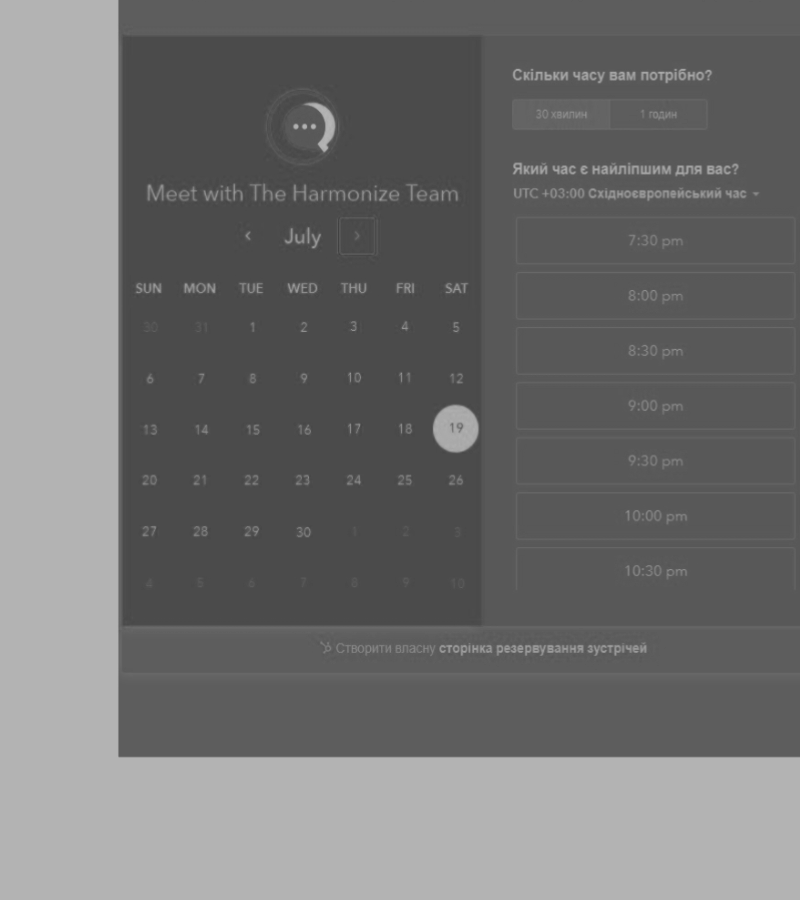 Meet with The Harmonize Team
‹ July ›
SUN MON TUE WED THU FRI SAT
30 31 1 2 3 4 5
6 7 8 9 10 11 12
13 14 15 16 17 18 19
20 21 22 23 24 25 26
27 28 29 30 1 2 3
4 5 6 7 8 9 10
Скільки часу вам потрібно?
30 хвилин 1 годин
Який час є найліпшим для вас?
UTC +03:00 Східноєвропейський час
7:30 pm
8:00 pm
8:30 pm
9:00 pm
9:30 pm
10:00 pm
10:30 pm
Створити власну сторінка резервування зустрічей